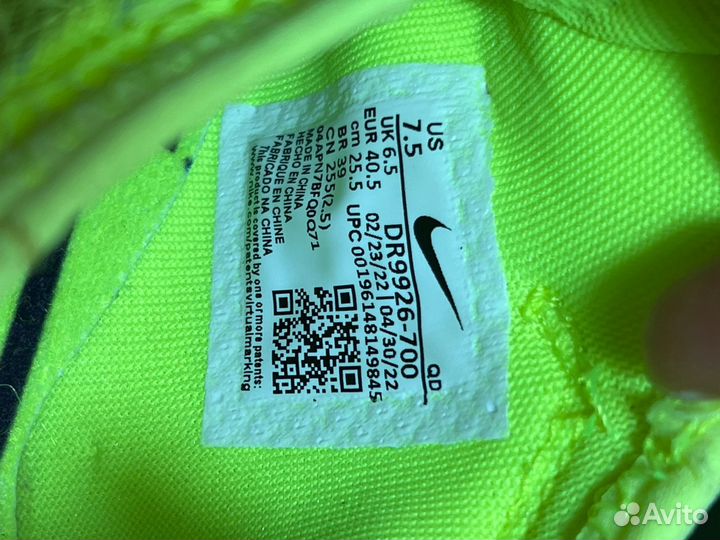 US
7.5
UK 6.5
EUR 40.5
cm 25.5
BR 39
CN 255(2.5)
04APN7BFQ0Q71
MADE IN CHINA
HECHO EN CHINA
FABRIQUE EN CHINE
FABRICADO NA CHINA
This product is covered by one or more patents:
www.nike.com/patentsvirtualmarking
DR9926-700
QD
02/23/22 | 04/30/22
UPC 00196148149845
Avito